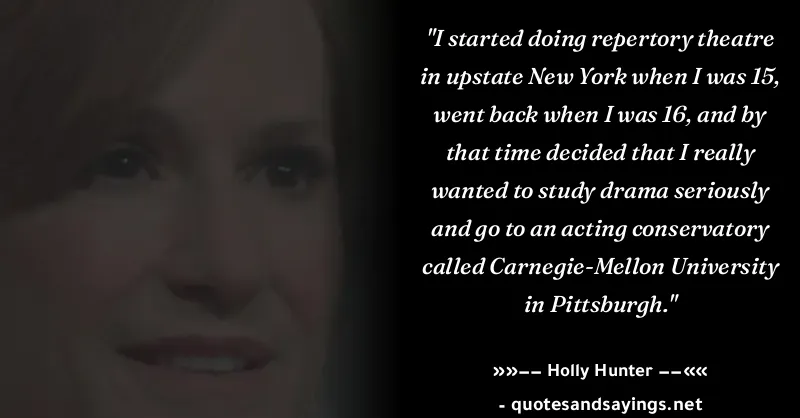 "I started doing repertory theatre
in upstate New York when I was 15,
went back when I was 16, and by
that time decided that I really
wanted to study drama seriously
and go to an acting conservatory
called Carnegie-Mellon University
in Pittsburgh."
»»–– Holly Hunter ––««
- quotesandsayings.net